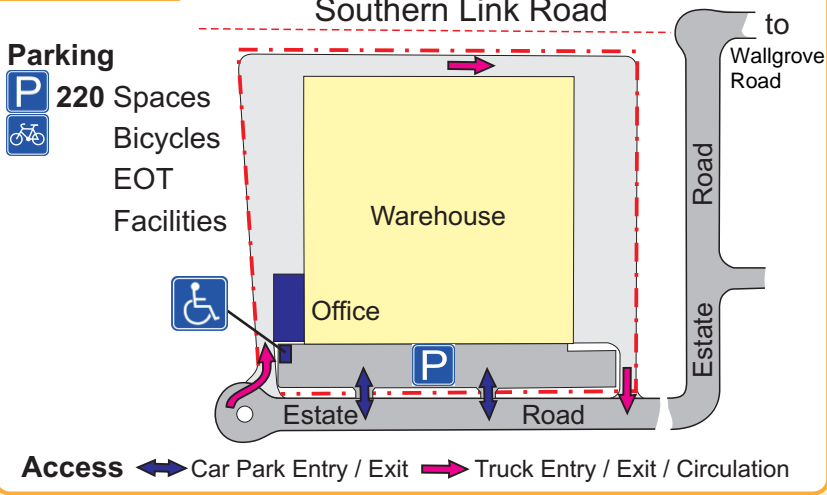 Southern Link Road
to
Wallgrove
Road
Parking
P 220 Spaces
Bicycles
EOT
Facilities
Road
Warehouse
Office
Estate
P
Estate Road
Access Car Park Entry / Exit Truck Entry / Exit / Circulation